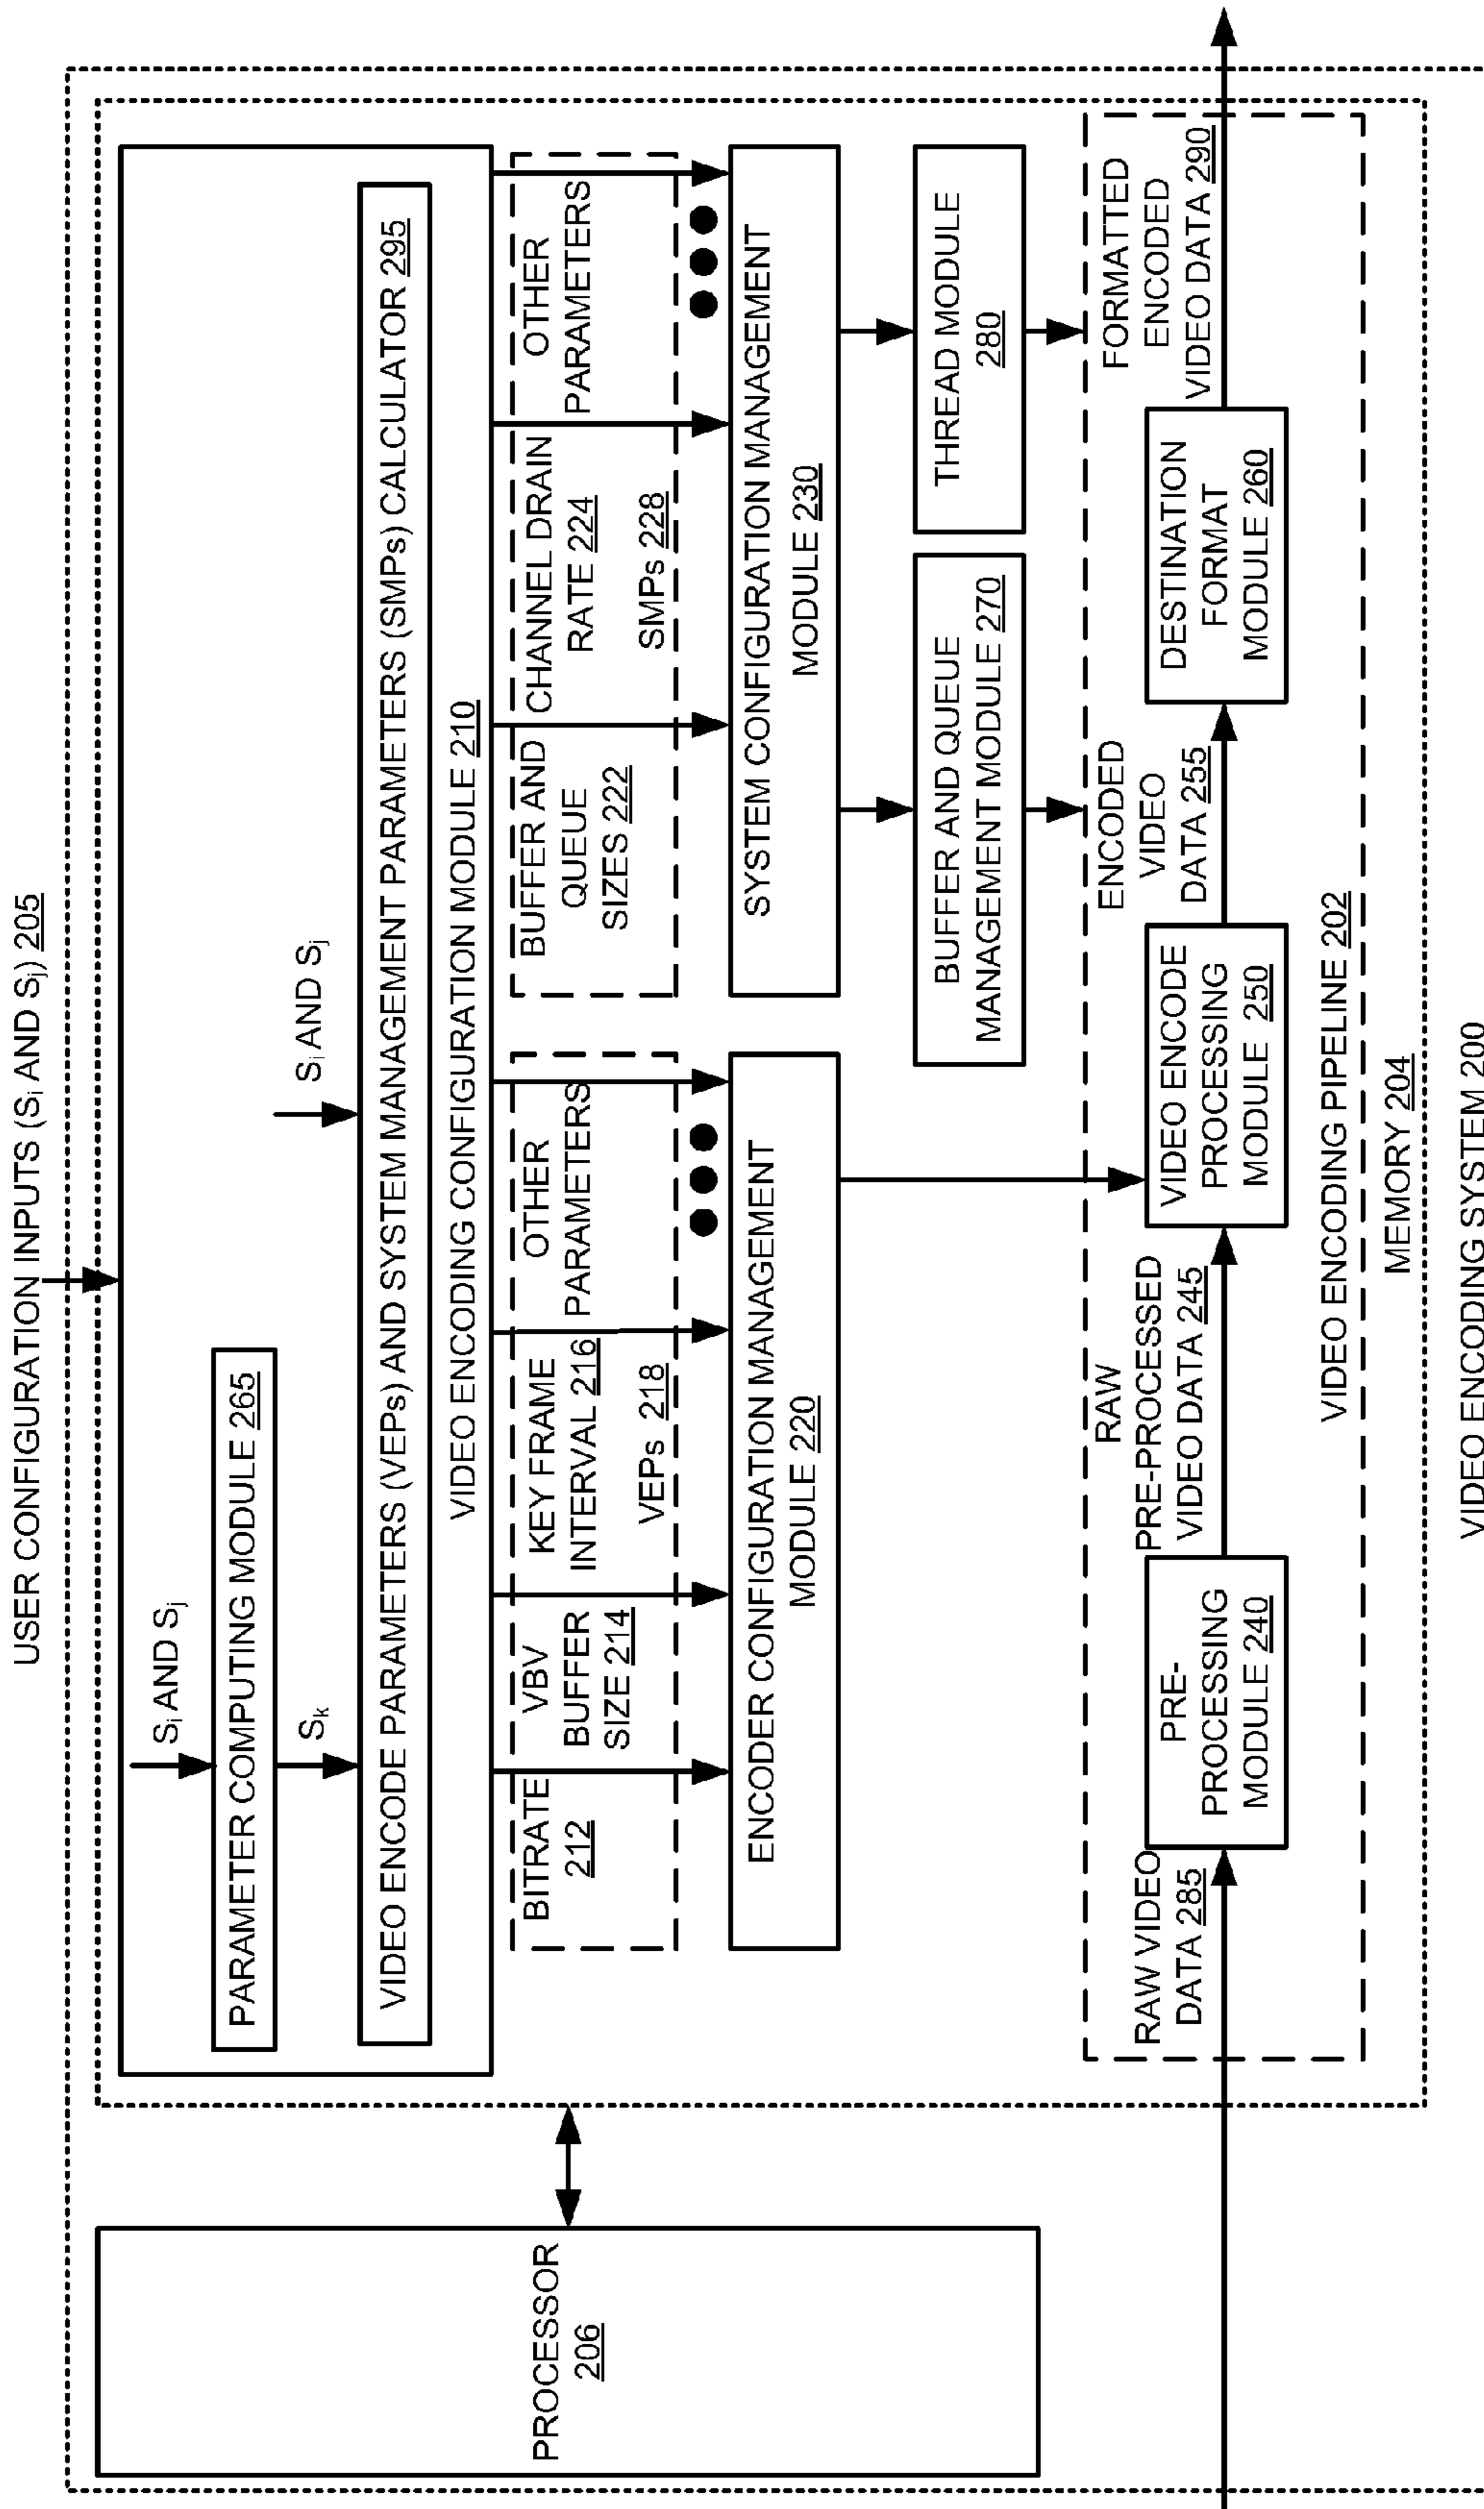 USER CONFIGURATION INPUTS (Si AND Sj) 205
Si AND Sj
PARAMETER COMPUTING MODULE 265
Sk
Si AND Sj
VIDEO ENCODE PARAMETERS (VEPs) AND SYSTEM MANAGEMENT PARAMETERS (SMPs) CALCULATOR 295
VIDEO ENCODING CONFIGURATION MODULE 210
BITRATE
212
VBV
BUFFER
SIZE 214
KEY FRAME
INTERVAL 216
VEPs 218
OTHER
PARAMETERS
BUFFER AND
QUEUE
SIZES 222
CHANNEL DRAIN
RATE 224
SMPs 228
OTHER
PARAMETERS
PROCESSOR
206
ENCODER CONFIGURATION MANAGEMENT
MODULE 220
SYSTEM CONFIGURATION MANAGEMENT
MODULE 230
BUFFER AND QUEUE
MANAGEMENT MODULE 270
THREAD MODULE
280
RAW VIDEO
DATA 285
PRE-
PROCESSING
MODULE 240
RAW
PRE-PROCESSED
VIDEO DATA 245
VIDEO ENCODE
PROCESSING
MODULE 250
ENCODED
VIDEO
DATA 255
DESTINATION
FORMAT
MODULE 260
FORMATTED
ENCODED
VIDEO DATA 290
VIDEO ENCODING PIPELINE 202
MEMORY 204
VIDEO ENCODING SYSTEM 200